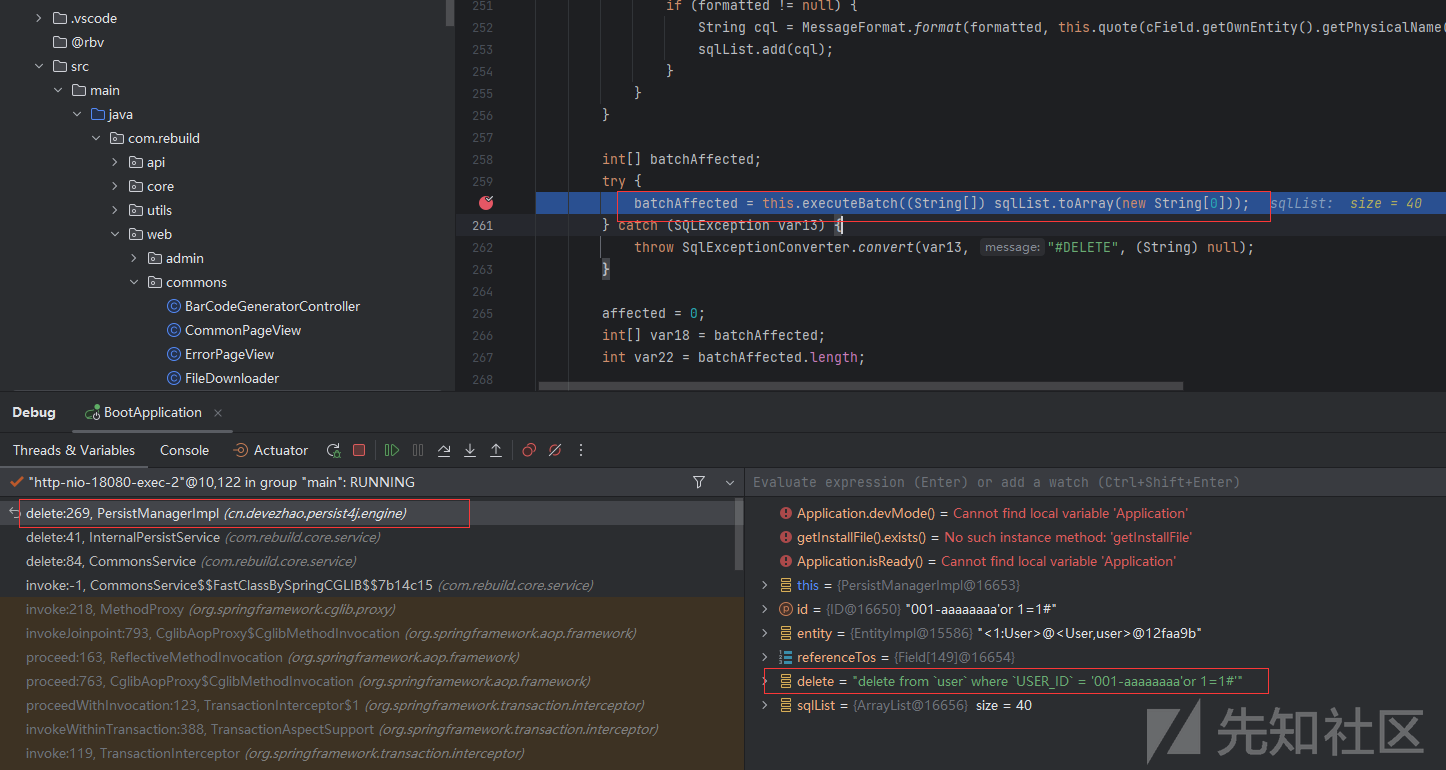 .vscode
@rbv
src
main
java
com.rebuild
api
core
utils
web
admin
commons
BarCodeGeneratorController
CommonPageView
ErrorPageView
FileDownloader
251 if (formatted != null) {
252 String cql = MessageFormat.format(formatted, this.quote(cField.getOwnEntity().getPhysicalName(
253 sqlList.add(cql);
254 }
255 }
256 }
257
258 int[] batchAffected;
259 try {
batchAffected = this.executeBatch((String[]) sqlList.toArray(new String[0])); sqlList: size = 40
261 } catch (SQLException var13) {
262 throw SqlExceptionConverter.convert(var13, message: "#DELETE", (String) null);
263 }
264
265 affected = 0;
266 int[] var18 = batchAffected;
267 int var22 = batchAffected.length;
268
Debug BootApplication ×
Threads & Variables Console Actuator
"http-nio-18080-exec-2"@10,122 in group "main": RUNNING
delete:269, PersistManagerImpl (cn.devezhao.persist4j.engine)
delete:41, InternalPersistService (com.rebuild.core.service)
delete:84, CommonsService (com.rebuild.core.service)
invoke:-1, CommonsService$$FastClassBySpringCGLIB$$7b14c15 (com.rebuild.core.service)
invoke:218, MethodProxy (org.springframework.cglib.proxy)
invokeJoinpoint:793, CglibAopProxy$CglibMethodInvocation (org.springframework.aop.framework)
proceed:163, ReflectiveMethodInvocation (org.springframework.aop.framework)
proceed:763, CglibAopProxy$CglibMethodInvocation (org.springframework.aop.framework)
proceedWithInvocation:123, TransactionInterceptor$1 (org.springframework.transaction.interceptor)
invokeWithinTransaction:388, TransactionAspectSupport (org.springframework.transaction.interceptor)
invoke:119, TransactionInterceptor (org.springframework.transaction.interceptor)
Evaluate expression (Enter) or add a watch (Ctrl+Shift+Enter)
Application.devMode() = Cannot find local variable 'Application'
getInstallFile().exists() = No such instance method: 'getInstallFile'
Application.isReady() = Cannot find local variable 'Application'
this = {PersistManagerImpl@16653}
id = {ID@16650} "001-aaaaaaaa'or 1=1#"
entity = {EntityImpl@15586} "<1:User>@<User,user>@12faa9b"
referenceTos = {Field[149]@16654}
delete = "delete from `user` where `USER_ID` = '001-aaaaaaaa'or 1=1#'"
sqlList = {ArrayList@16656} size = 40
先知社区